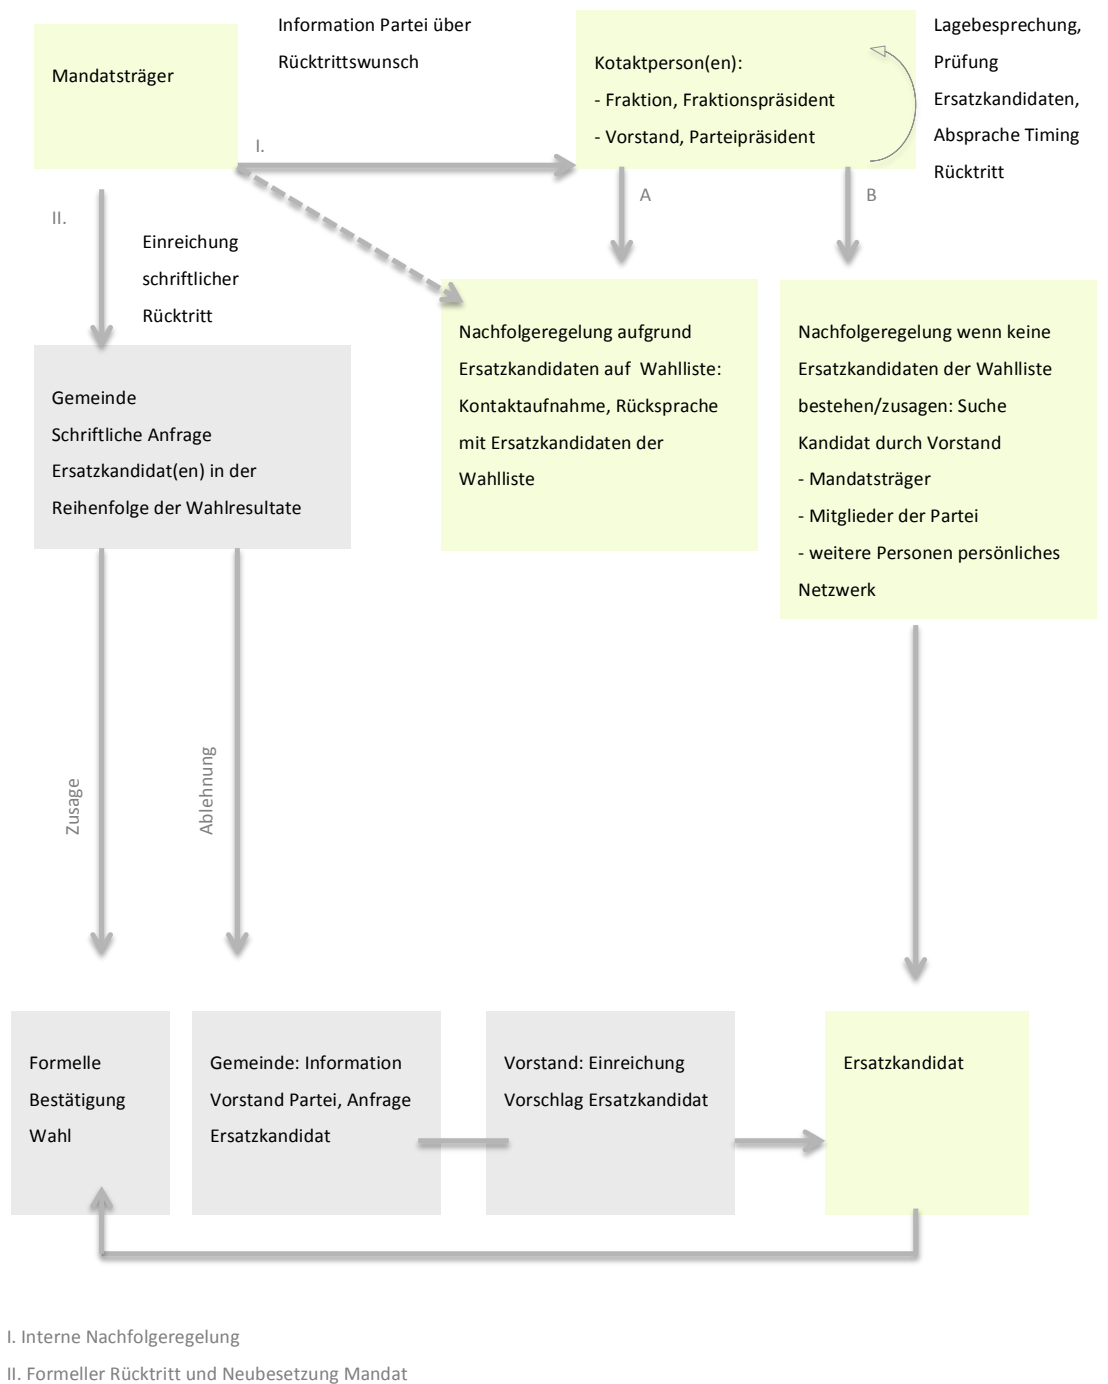 Mandatsträger
Information Partei über
Rücktrittswunsch
I.
Kotaktperson(en):
- Fraktion, Fraktionspräsident
- Vorstand, Parteipräsident
Lagebesprechung,
Prüfung
Ersatzkandidaten,
Absprache Timing
Rücktritt
A
B
II.
Einreichung
schriftlicher
Rücktritt
Gemeinde
Schriftliche Anfrage
Ersatzkandidat(en) in der
Reihenfolge der Wahlresultate
Nachfolgeregelung aufgrund
Ersatzkandidaten auf Wahlliste:
Kontaktaufnahme, Rücksprache
mit Ersatzkandidaten der
Wahlliste
Nachfolgeregelung wenn keine
Ersatzkandidaten der Wahlliste
bestehen/zusagen: Suche
Kandidat durch Vorstand
- Mandatsträger
- Mitglieder der Partei
- weitere Personen persönliches
Netzwerk
Zusage
Ablehnung
Formelle
Bestätigung
Wahl
Gemeinde: Information
Vorstand Partei, Anfrage
Ersatzkandidat
Vorstand: Einreichung
Vorschlag Ersatzkandidat
Ersatzkandidat
I. Interne Nachfolgeregelung
II. Formeller Rücktritt und Neubesetzung Mandat